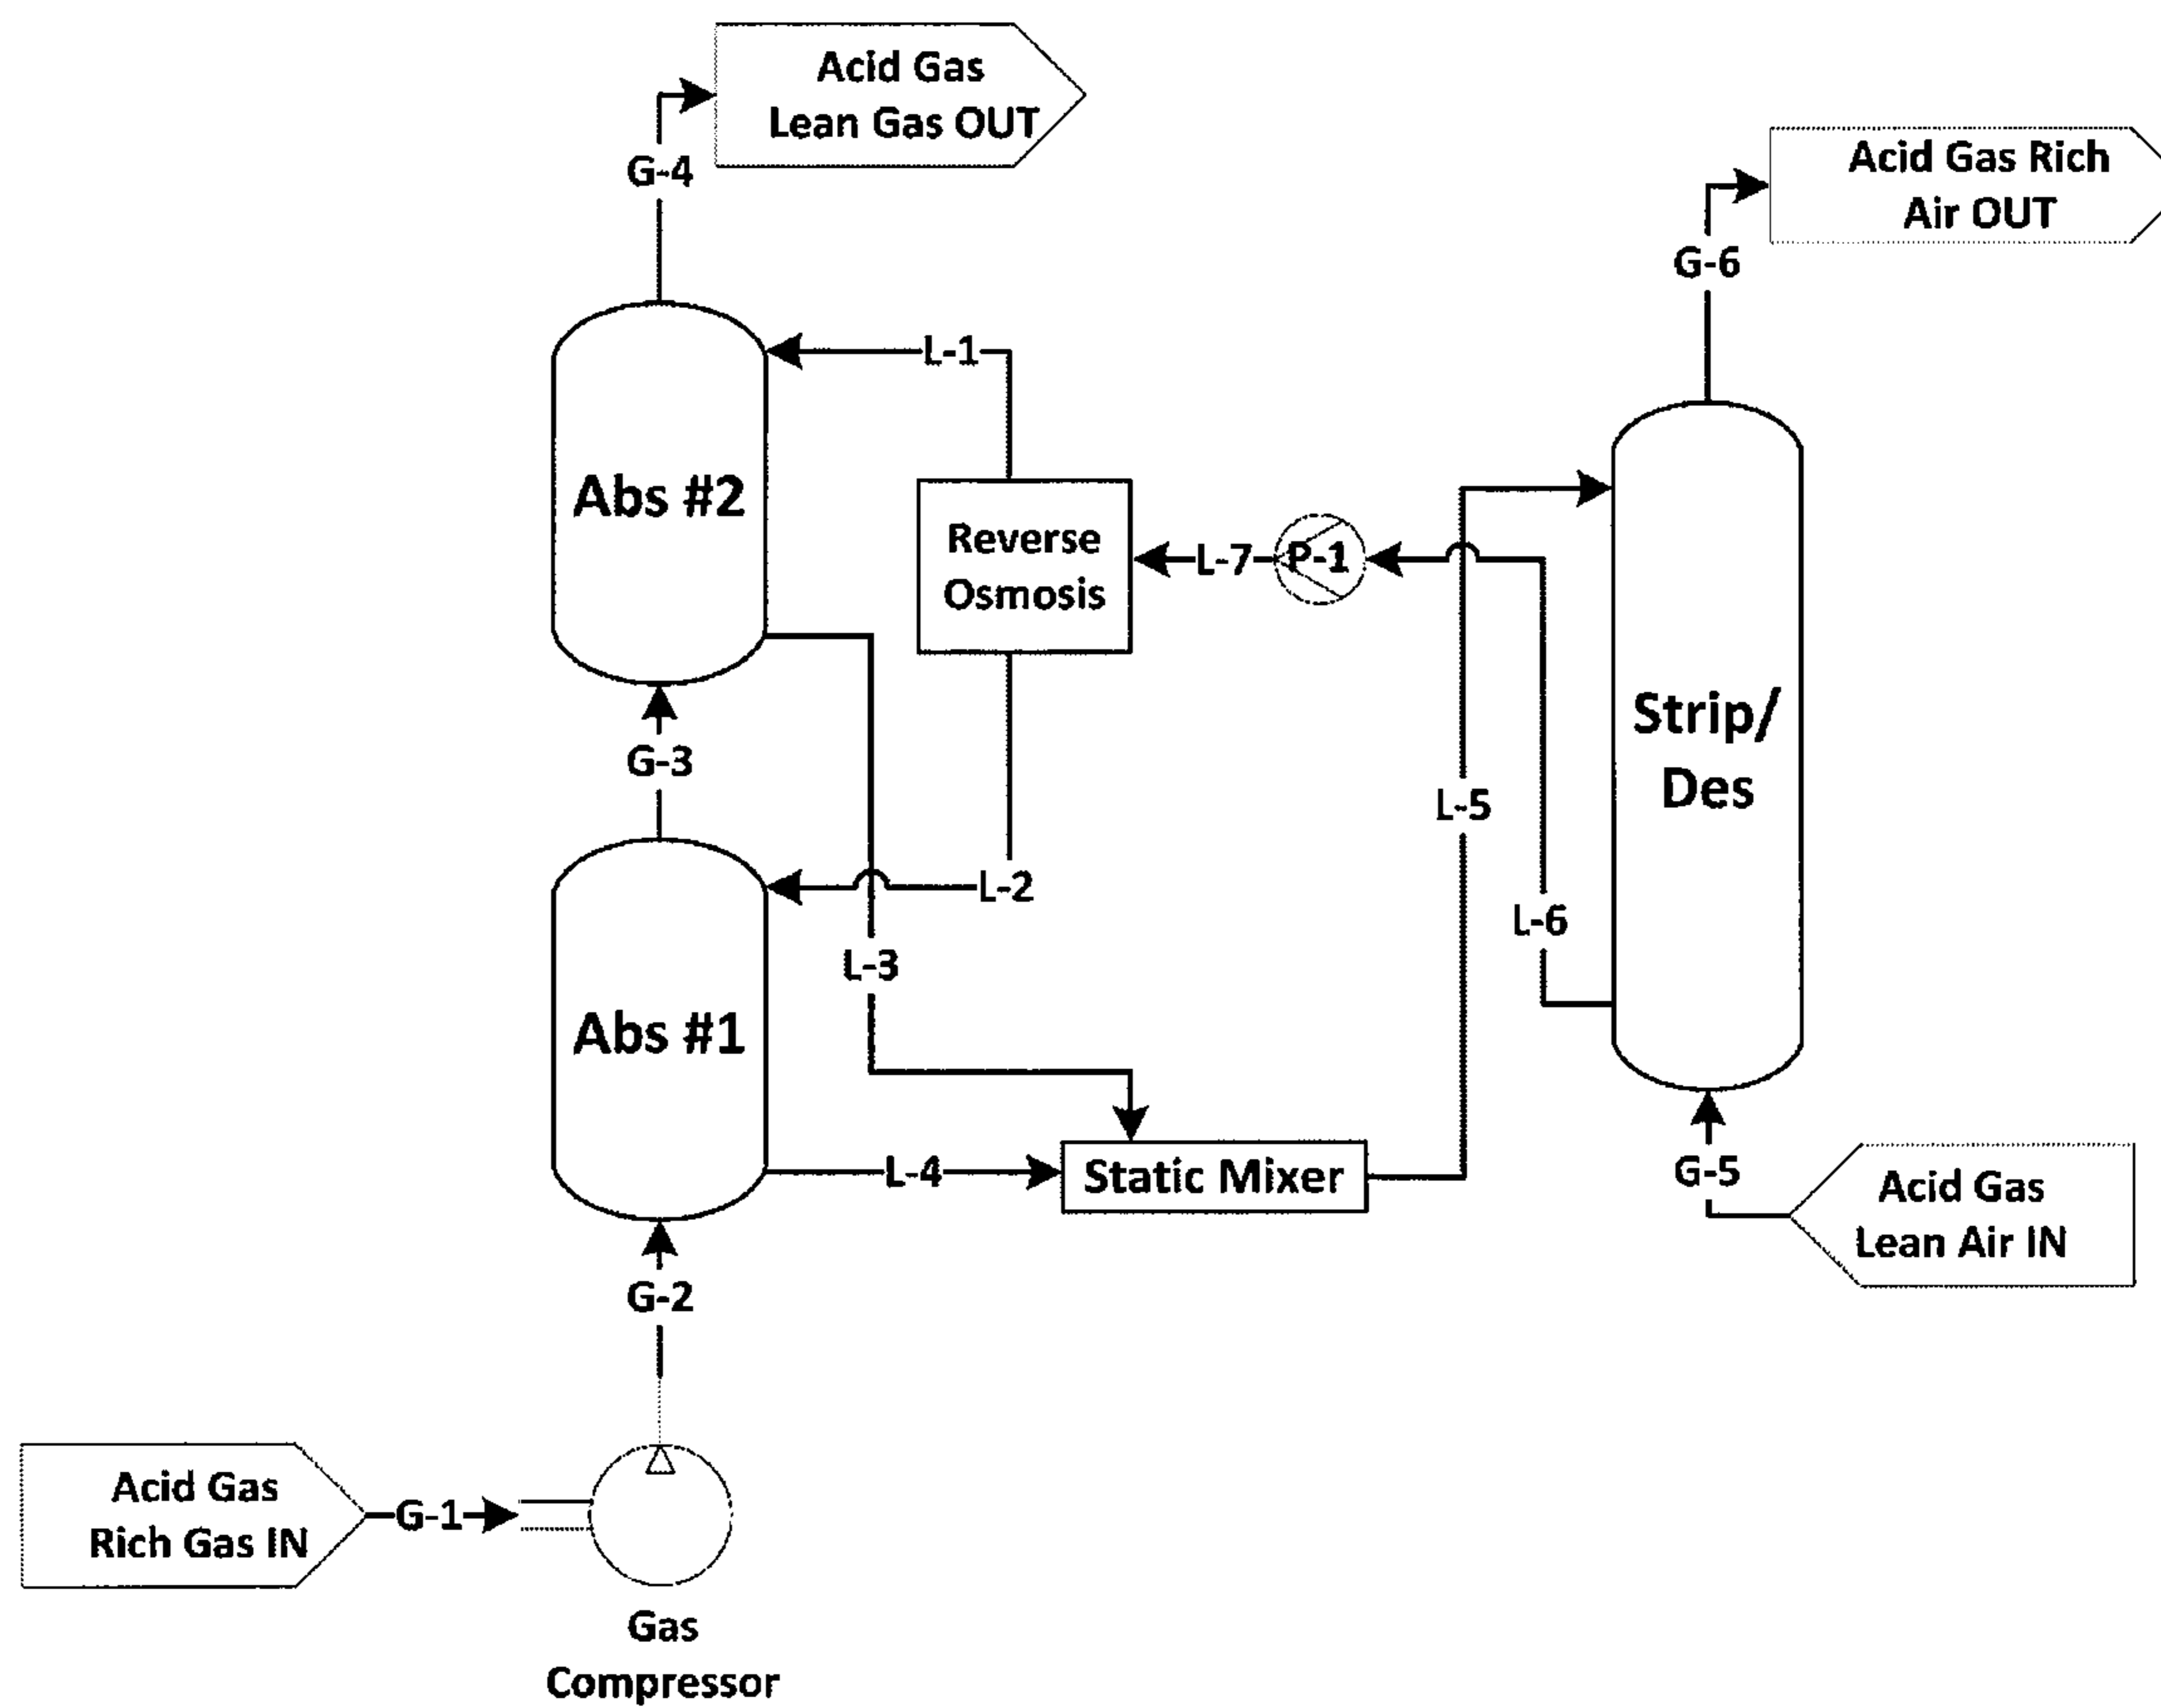 Acid Gas
Lean Gas OUT
G-4
Acid Gas Rich
Air OUT
G-6
L-1
Abs #2
Reverse
Osmosis
L-7
P-1
Strip/
Des
G-3
L-5
L-2
L-6
L-3
Abs #1
L-4
Static Mixer
G-5
Acid Gas
Lean Air IN
G-2
Acid Gas
Rich Gas IN
G-1
Gas
Compressor